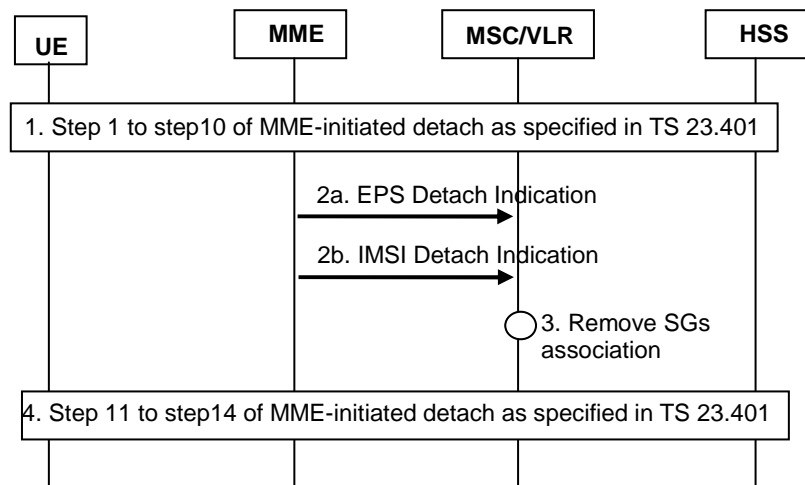 UE
MME
MSC/VLR
HSS
1. Step 1 to step10 of MME-initiated detach as specified in TS 23.401
2a. EPS Detach Indication
2b. IMSI Detach Indication
3. Remove SGs
association
4. Step 11 to step14 of MME-initiated detach as specified in TS 23.401